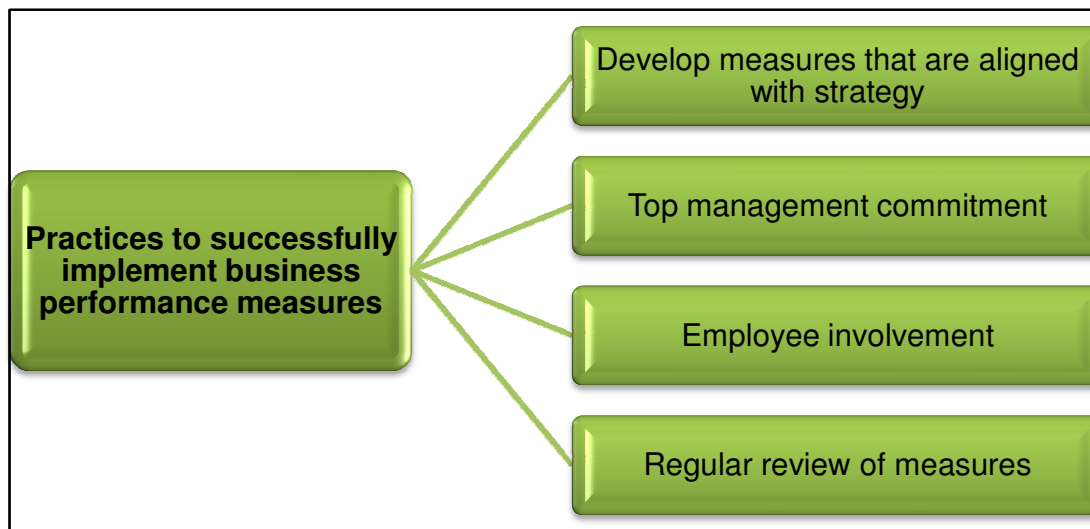 Practices to successfully
implement business
performance measures
Develop measures that are aligned
with strategy
Top management commitment
Employee involvement
Regular review of measures